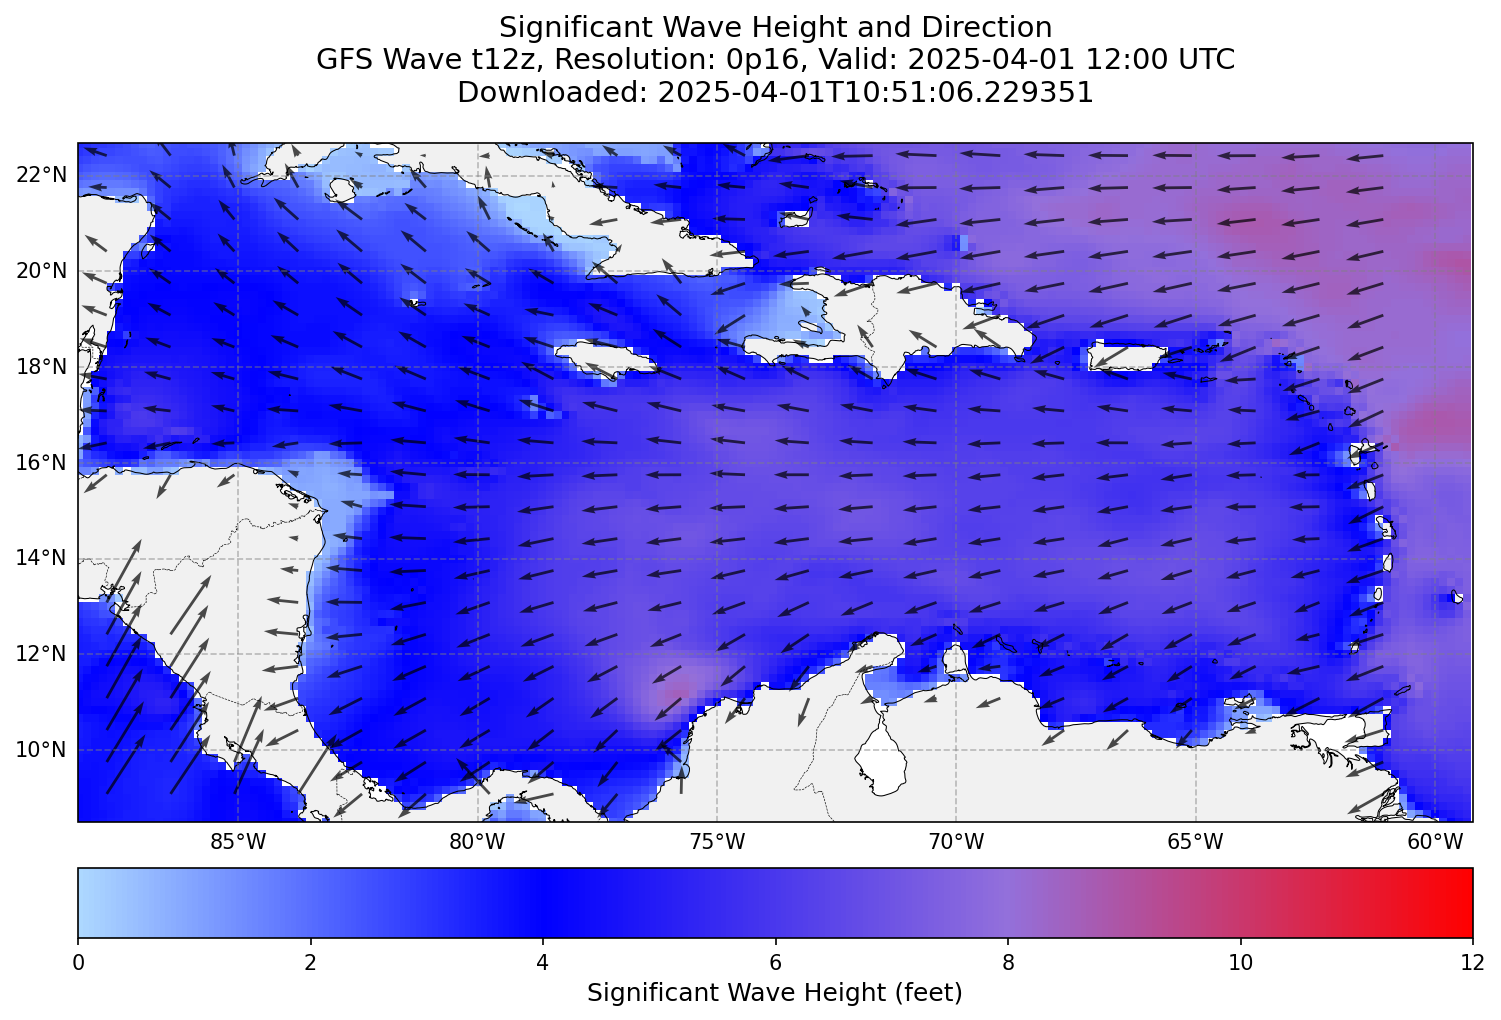 Significant Wave Height and Direction
GFS Wave t12z, Resolution: 0p16, Valid: 2025-04-01 12:00 UTC
Downloaded: 2025-04-01T10:51:06.229351
22°N
20°N
18°N
16°N
14°N
12°N
10°N
85°W 80°W 75°W 70°W 65°W 60°W
0 2 4 6 8 10 12
Significant Wave Height (feet)